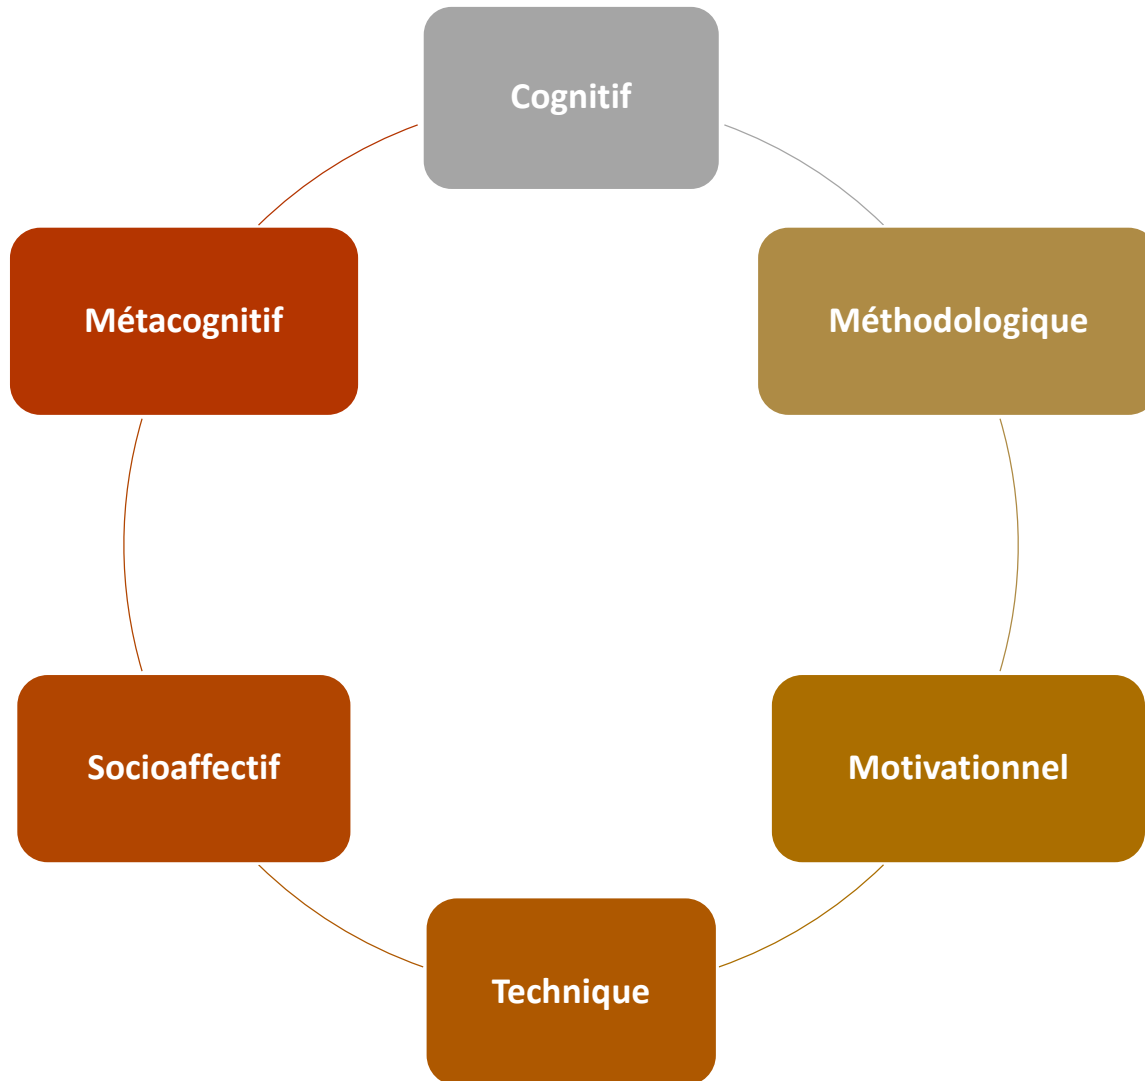 Cognitif
Méthodologique
Motivationnel
Technique
Socioaffectif
Métacognitif